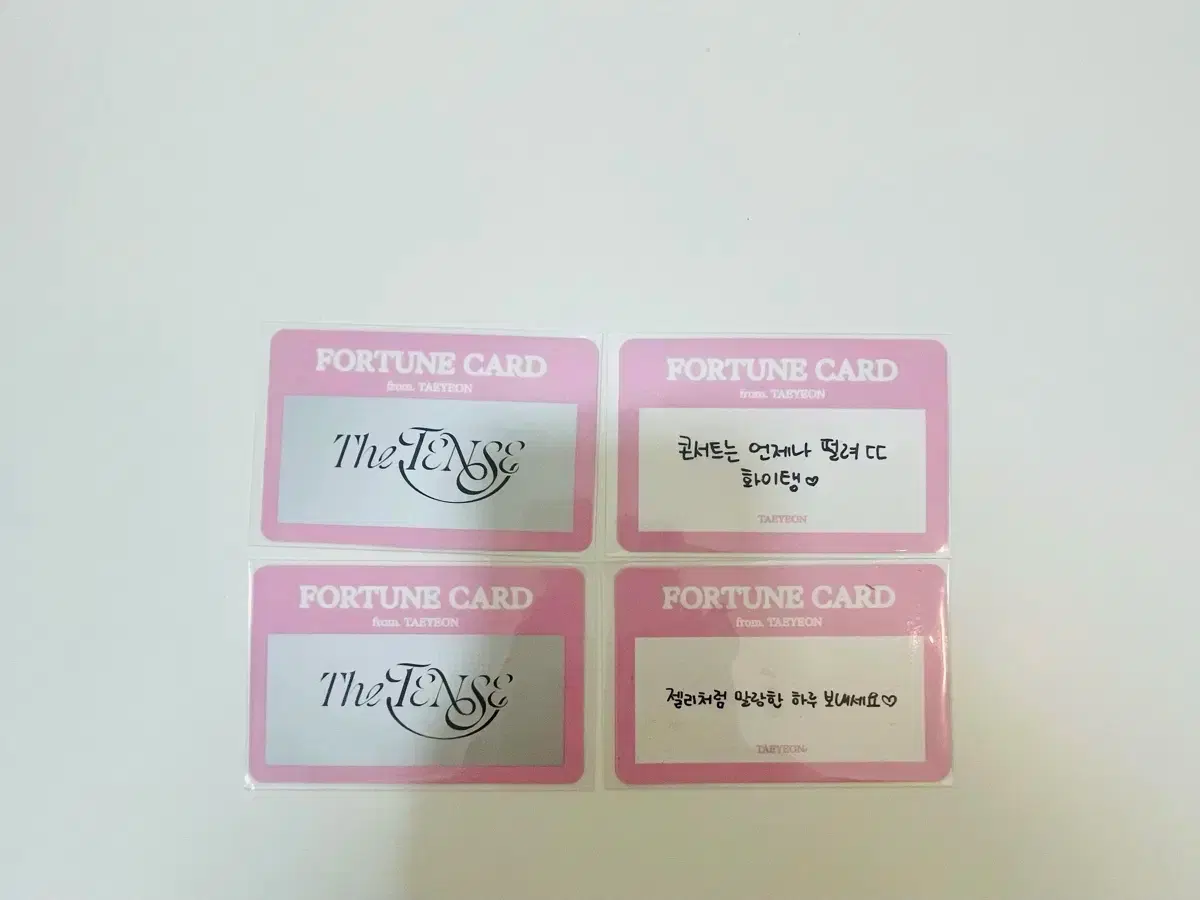 FORTUNE CARD
from. TAEYEON
The TENSE
FORTUNE CARD
from. TAEYEON
콘서트는 언제나 떨려 ㄷㄷ
화이탱♡
TAEYEON
FORTUNE CARD
from. TAEYEON
The TENSE
FORTUNE CARD
from. TAEYEON
젤리처럼 말랑한 하루 보내세요♡
TAEYEON